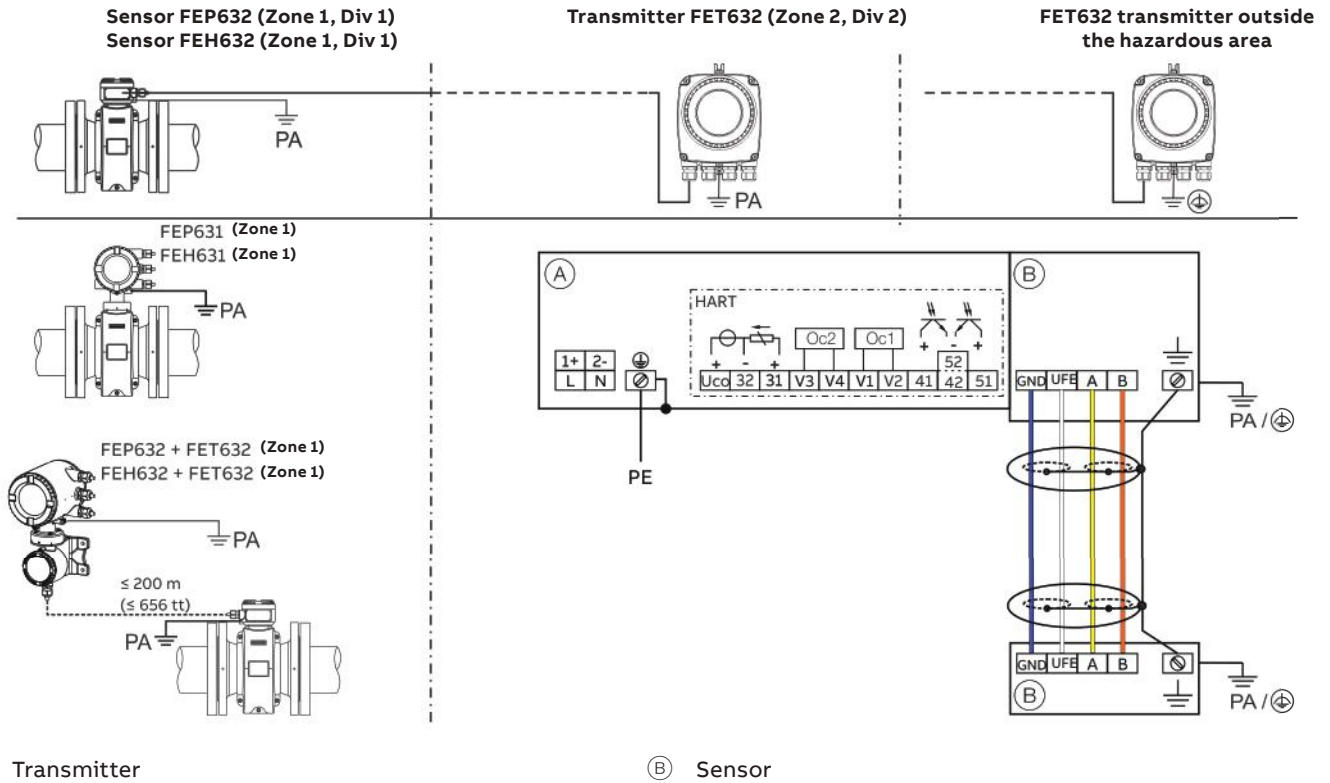 Sensor FEP632 (Zone 1, Div 1)
Sensor FEH632 (Zone 1, Div 1)
Transmitter FET632 (Zone 2, Div 2)
FET632 transmitter outside
the hazardous area
PA
PA
FEP631 (Zone 1)
FEH631 (Zone 1)
PA
FEP632 + FET632 (Zone 1)
FEH632 + FET632 (Zone 1)
PA
≤ 200 m
(≤ 656 tt)
PA
A
HART
Oc2 Oc1
+ - + + - +
1+ 2-
L N
52
Uco 32 31 V3 V4 V1 V2 41 42 51
PE
B
GND UFE A B
PA /
GND UFE A B
B
PA /
Transmitter
B Sensor